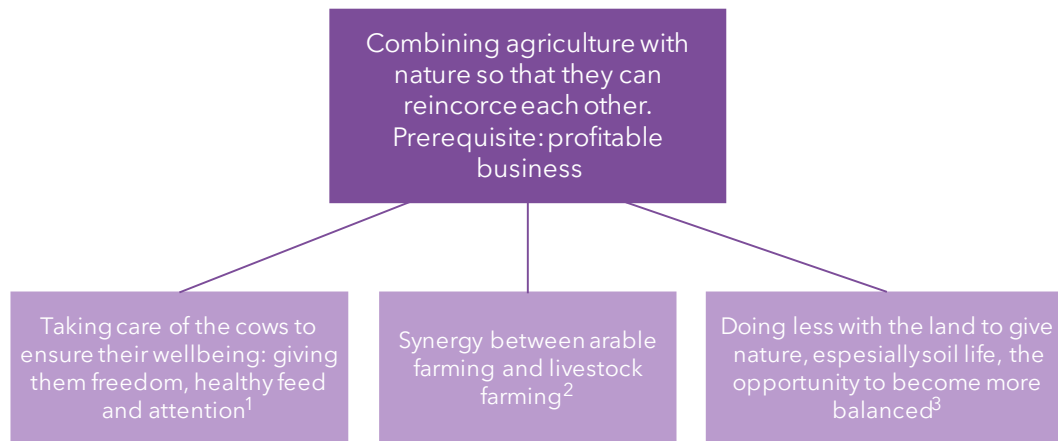 Combining agriculture with
nature so that they can
reincorce each other.
Prerequisite: profitable
business
Taking care of the cows to
ensure their wellbeing: giving
them freedom, healthy feed
and attention1
Synergy between arable
farming and livestock
farming2
Doing less with the land to give
nature, espesially soil life, the
opportunity to become more
balanced3